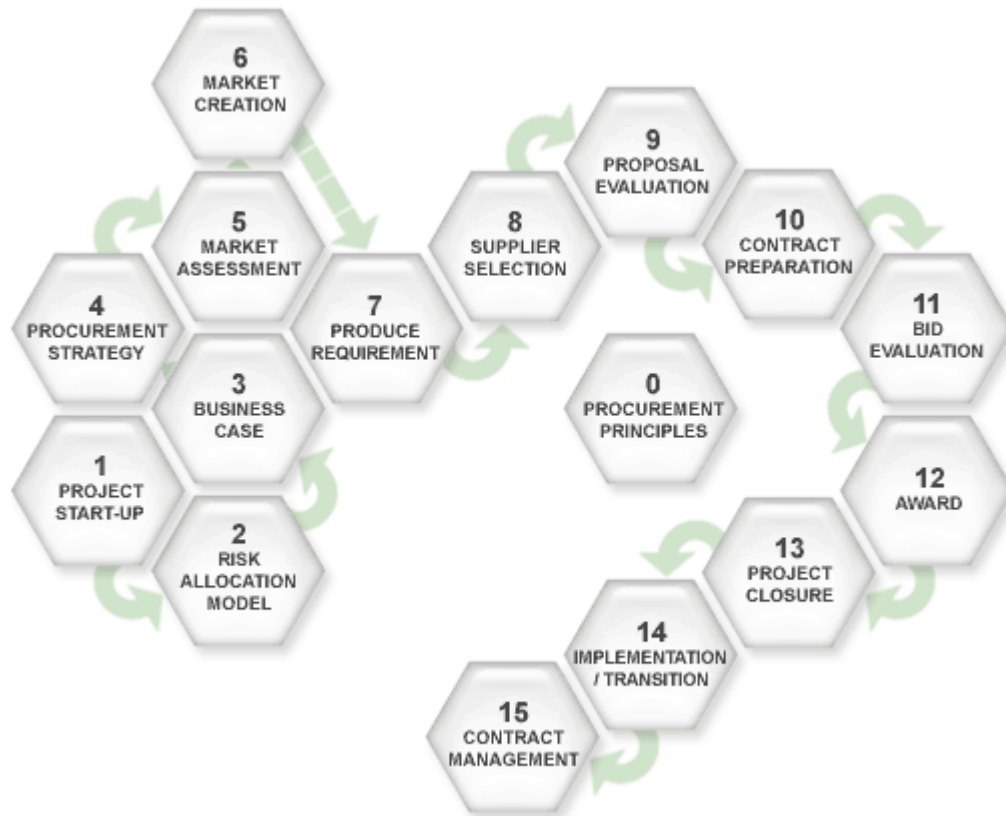 6
MARKET
CREATION
9
PROPOSAL
EVALUATION
5
MARKET
ASSESSMENT
8
SUPPLIER
SELECTION
10
CONTRACT
PREPARATION
4
PROCUREMENT
STRATEGY
7
PRODUCE
REQUIREMENT
11
BID
EVALUATION
3
BUSINESS
CASE
0
PROCUREMENT
PRINCIPLES
1
PROJECT
START-UP
12
AWARD
2
RISK
ALLOCATION
MODEL
13
PROJECT
CLOSURE
14
IMPLEMENTATION
/ TRANSITION
15
CONTRACT
MANAGEMENT